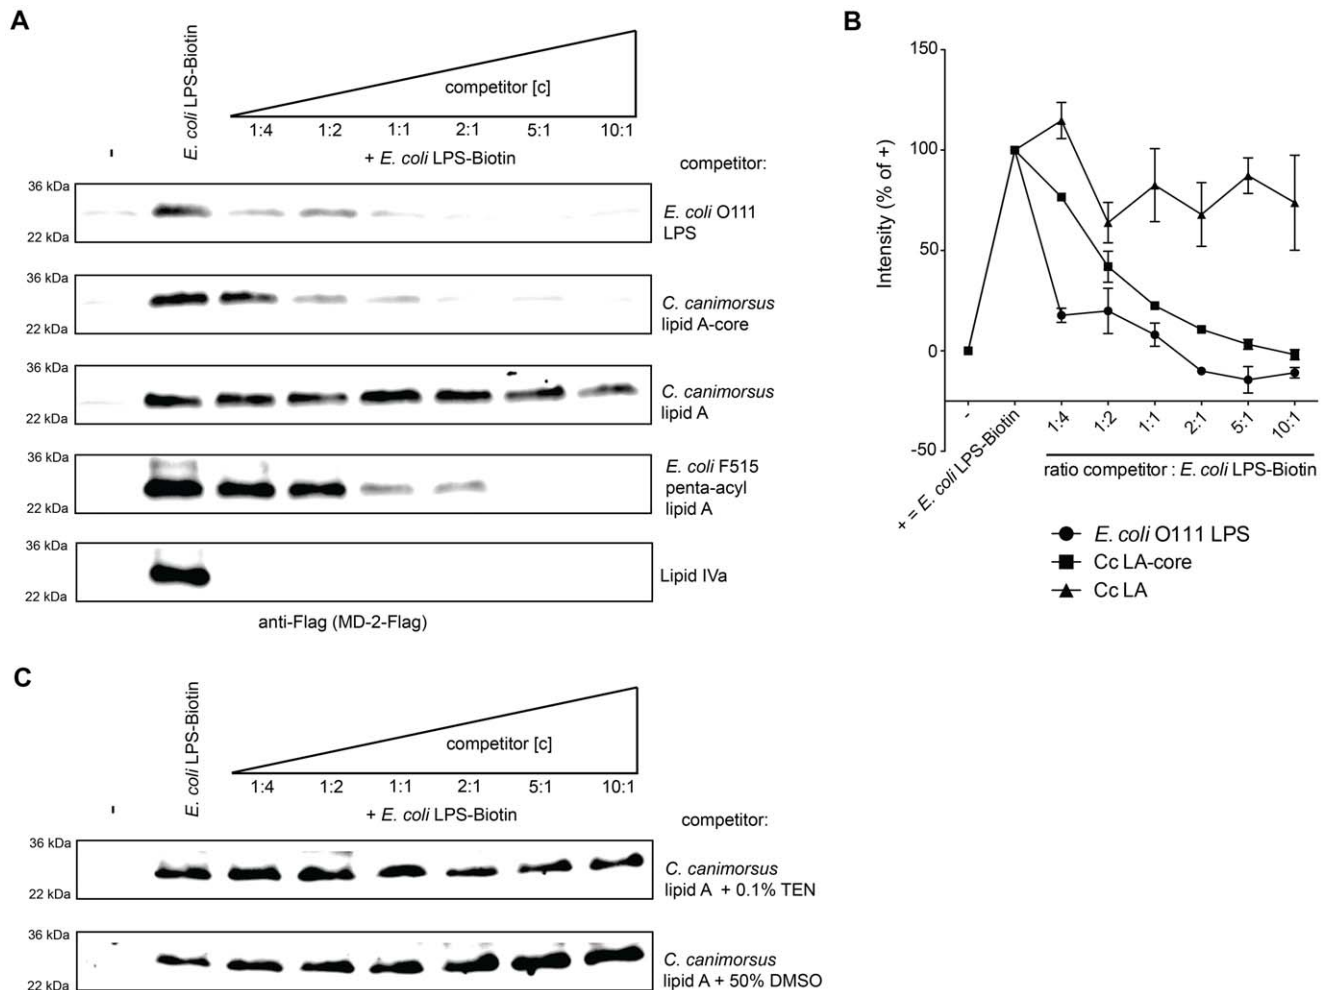 A
E. coli LPS-Biotin
competitor [c]
1:4 1:2 1:1 2:1 5:1 10:1
-
+ E. coli LPS-Biotin
competitor:
36 kDa
22 kDa
E. coli O111
LPS
36 kDa
22 kDa
C. canimorsus
lipid A-core
36 kDa
22 kDa
C. canimorsus
lipid A
36 kDa
22 kDa
E. coli F515
penta-acyl
lipid A
36 kDa
22 kDa
Lipid IVa
anti-Flag (MD-2-Flag)
B
Intensity (% of +)
150
100
50
0
-50
-
+ = E. coli LPS-Biotin
1:4
1:2
1:1
2:1
5:1
10:1
ratio competitor : E. coli LPS-Biotin
E. coli O111 LPS
Cc LA-core
Cc LA
C
E. coli LPS-Biotin
competitor [c]
1:4 1:2 1:1 2:1 5:1 10:1
-
+ E. coli LPS-Biotin
competitor:
36 kDa
22 kDa
C. canimorsus
lipid A + 0.1% TEN
36 kDa
22 kDa
C. canimorsus
lipid A + 50% DMSO